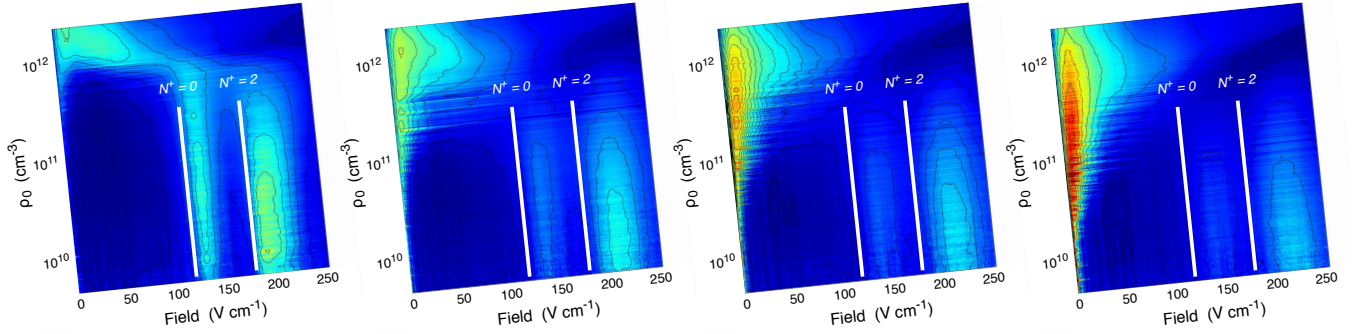 10¹²
10¹¹
10¹⁰
ρ₀ (cm⁻³)
N⁺ = 0
N⁺ = 2
0
50
100
150
200
250
Field (V cm⁻¹)
10¹²
10¹¹
10¹⁰
ρ₀ (cm⁻³)
N⁺ = 0
N⁺ = 2
0
50
100
150
200
250
Field (V cm⁻¹)
10¹²
10¹¹
10¹⁰
ρ₀ (cm⁻³)
N⁺ = 0
N⁺ = 2
0
50
100
150
200
250
Field (V cm⁻¹)
10¹²
10¹¹
10¹⁰
ρ₀ (cm⁻³)
N⁺ = 0
N⁺ = 2
0
50
100
150
200
250
Field (V cm⁻¹)